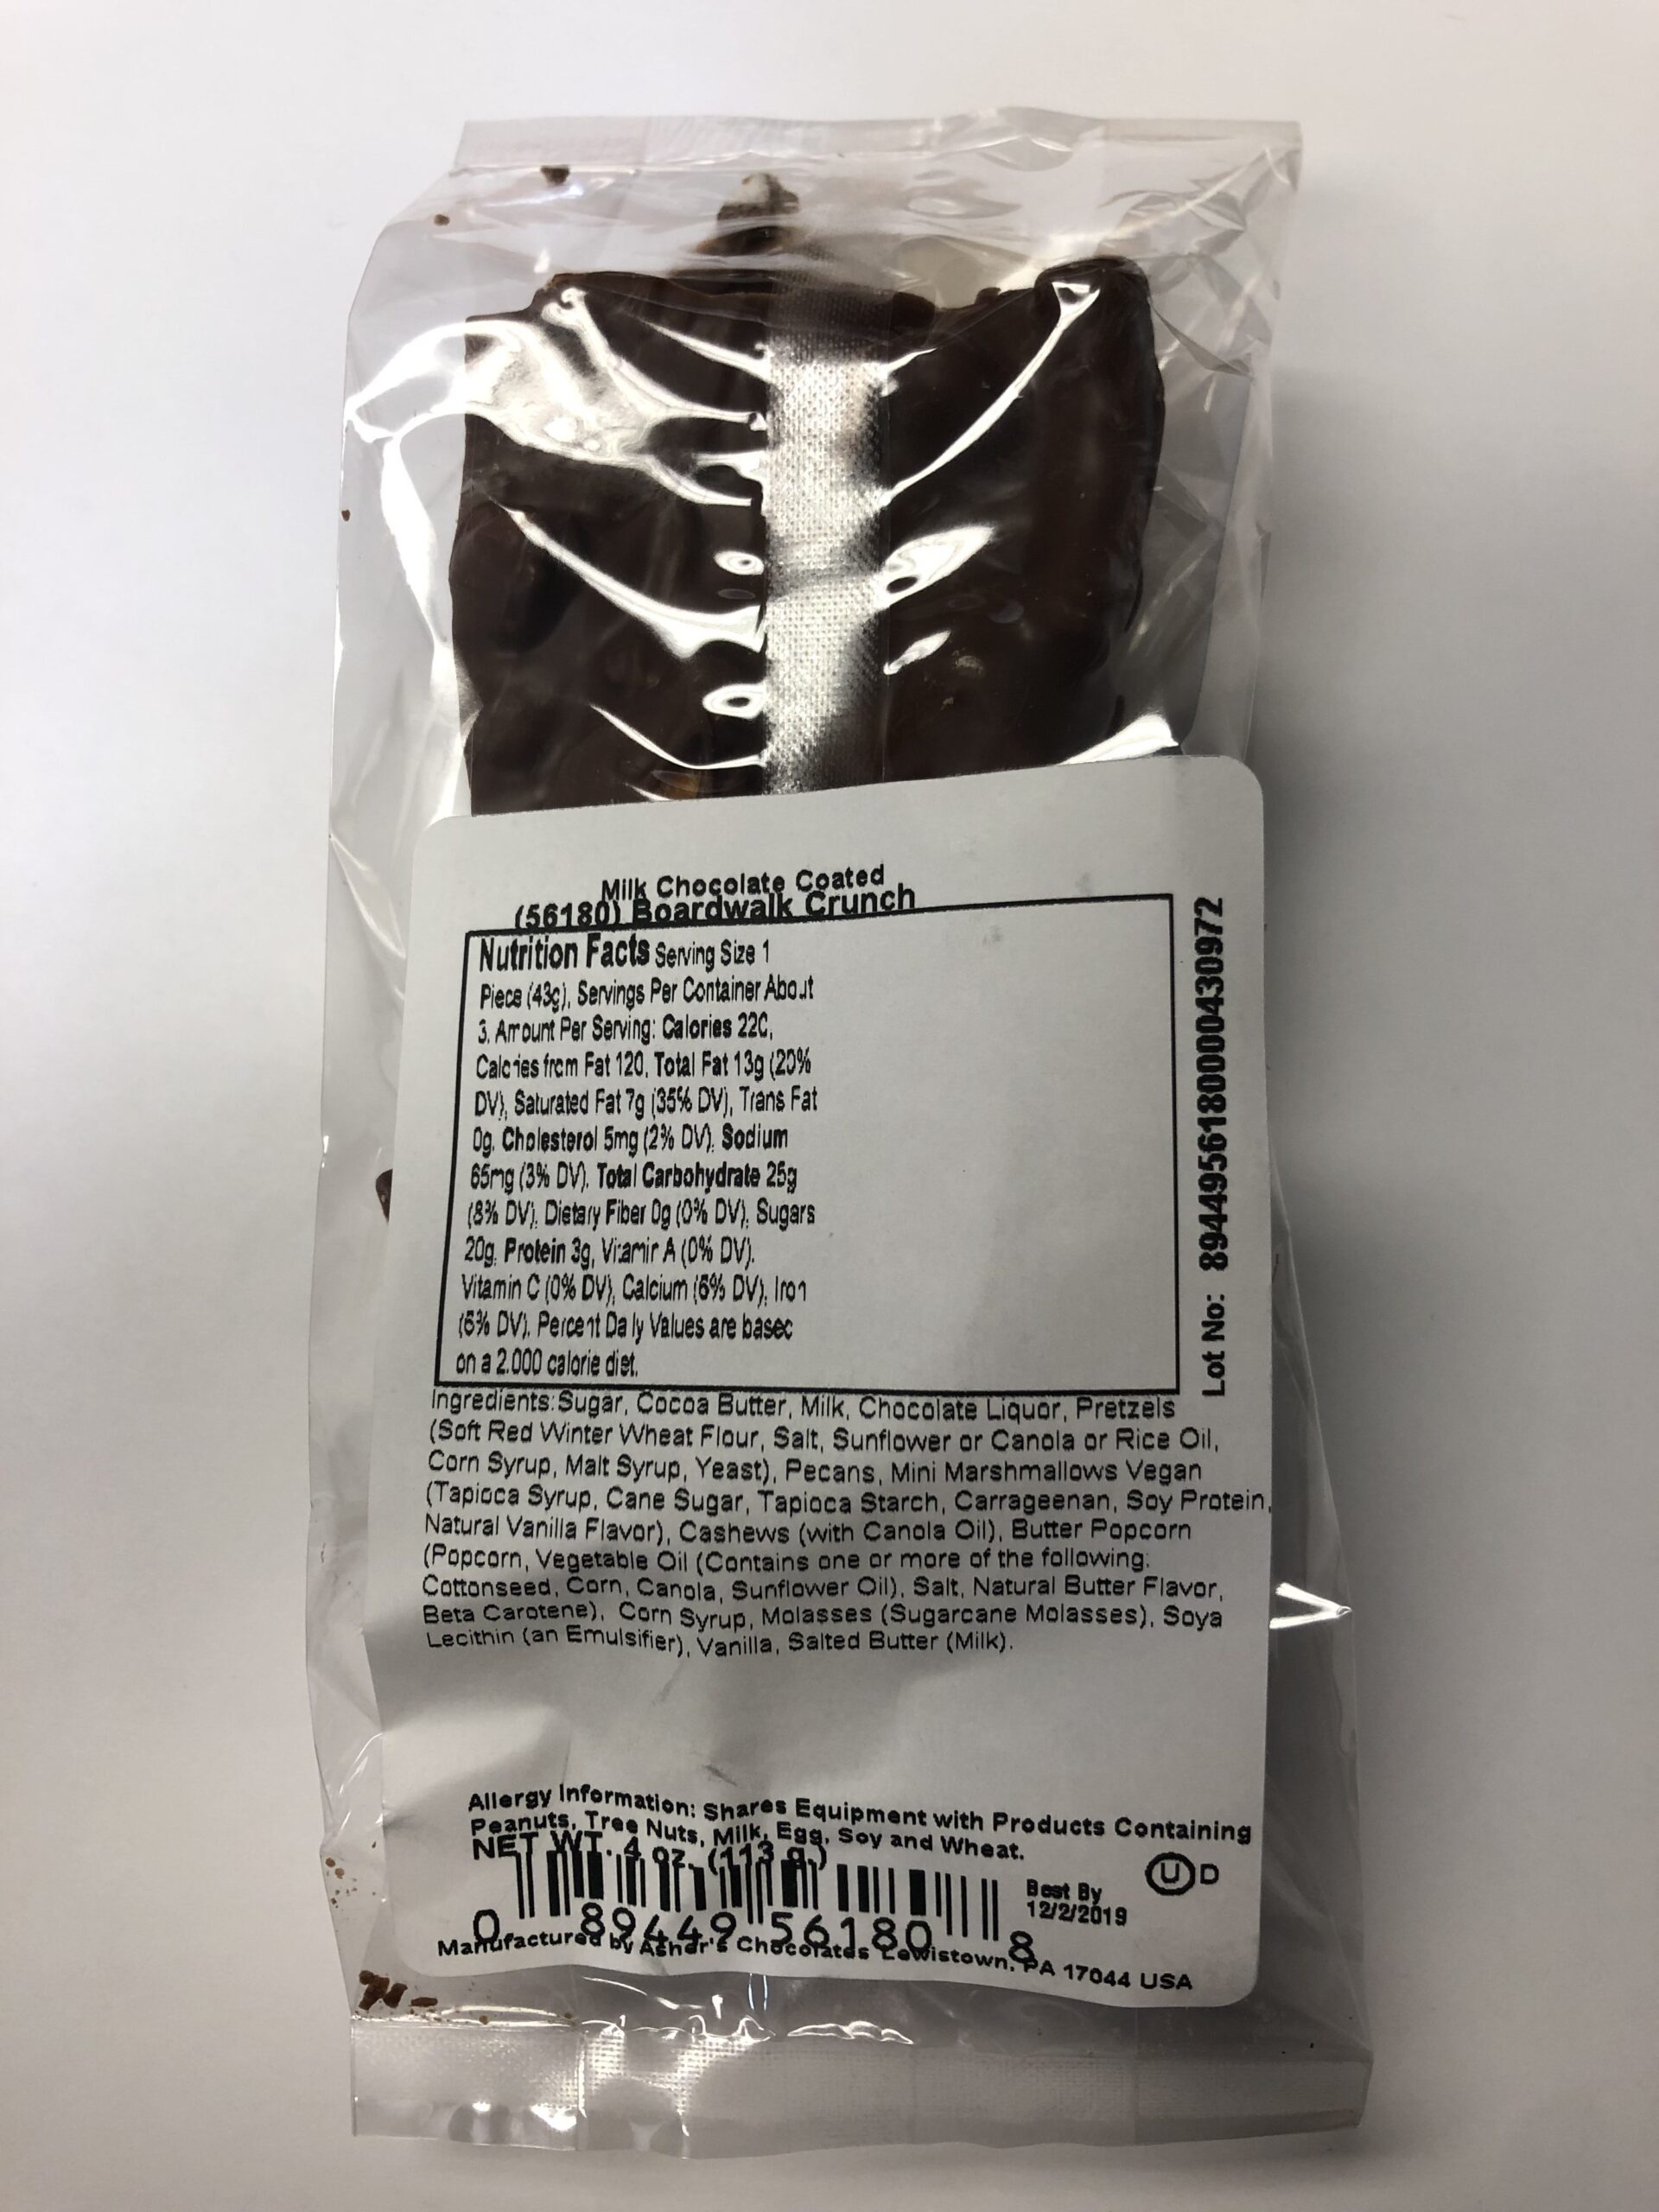 Milk Chocolate Coated
(56180) Boardwalk Crunch
Nutrition Facts Serving Size 1
Piece (43g), Servings Per Container About
3. Amount Per Serving: Calories 220,
Calories from Fat 120, Total Fat 13g (20%
DV), Saturated Fat 7g (35% DV), Trans Fat
0g, Cholesterol 5mg (2% DV), Sodium
65mg (3% DV), Total Carbohydrate 25g
(8% DV), Dietary Fiber 0g (0% DV), Sugars
20g, Protein 3g, Vitamin A (0% DV),
Vitamin C (0% DV), Calcium (6% DV), Iron
(6% DV). Percent Daily Values are based
on a 2,000 calorie diet.
Lot No: 8944956180000430972
Ingredients:Sugar, Cocoa Butter, Milk, Chocolate Liquor, Pretzels
(Soft Red Winter Wheat Flour, Salt, Sunflower or Canola or Rice Oil,
Corn Syrup, Malt Syrup, Yeast), Pecans, Mini Marshmallows Vegan
(Tapioca Syrup, Cane Sugar, Tapioca Starch, Carrageenan, Soy Protein,
Natural Vanilla Flavor), Cashews (with Canola Oil), Butter Popcorn
(Popcorn, Vegetable Oil (Contains one or more of the following:
Cottonseed, Corn, Canola, Sunflower Oil), Salt, Natural Butter Flavor,
Beta Carotene), Corn Syrup, Molasses (Sugarcane Molasses), Soya
Lecithin (an Emulsifier), Vanilla, Salted Butter (Milk).
Allergy Information: Shares Equipment with Products Containing
Peanuts, Tree Nuts, Milk, Egg, Soy and Wheat.
NET WT. 4 oz. (113 g.)
U D
Best By
12/2/2019
0 89449 56180 8
Manufactured by Asher's Chocolates Lewistown, PA 17044 USA